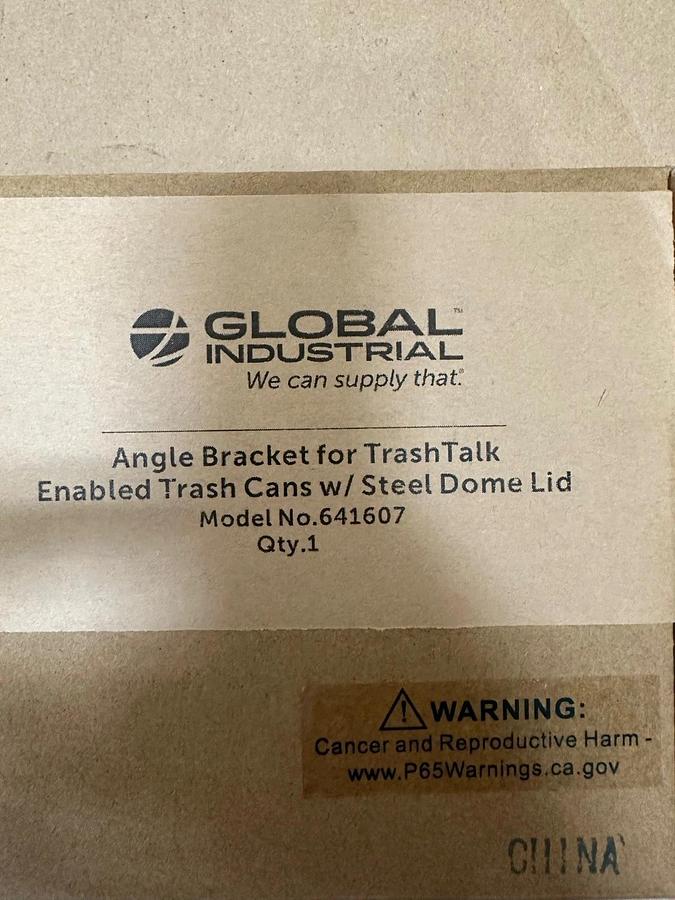 GLOBAL™
INDUSTRIAL
We can supply that.®
Angle Bracket for TrashTalk
Enabled Trash Cans w/ Steel Dome Lid
Model No.641607
Qty.1
WARNING:
Cancer and Reproductive Harm -
www.P65Warnings.ca.gov
CHINA